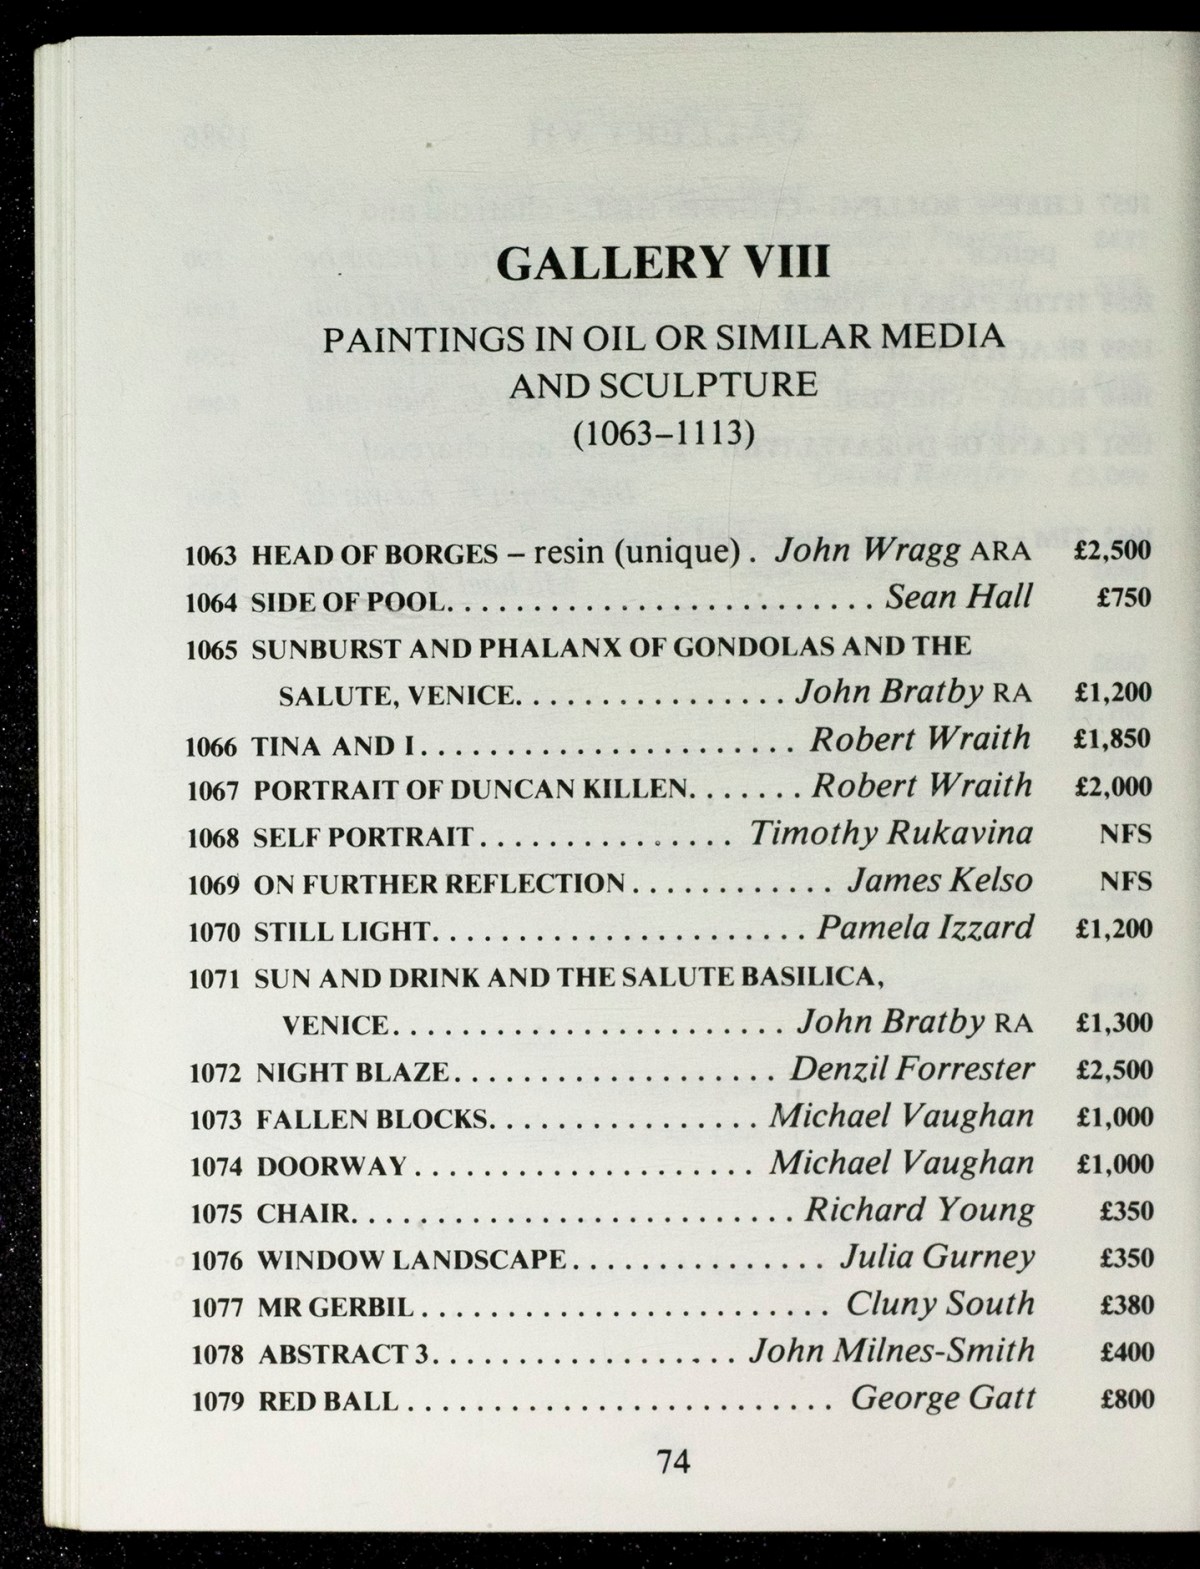 GALLERY VIII
PAINTINGS IN OIL OR SIMILAR MEDIA
AND SCULPTURE
(1063–1113)
1063 HEAD OF BORGES – resin (unique) . John Wragg ARA £2,500
1064 SIDE OF POOL. . . . . . . . . . . . . . . . . . . . . . . . . . Sean Hall £750
1065 SUNBURST AND PHALANX OF GONDOLAS AND THE
SALUTE, VENICE. . . . . . . . . . . . . . . . John Bratby RA £1,200
1066 TINA AND I. . . . . . . . . . . . . . . . . . . . . . . Robert Wraith £1,850
1067 PORTRAIT OF DUNCAN KILLEN. . . . . . . Robert Wraith £2,000
1068 SELF PORTRAIT. . . . . . . . . . . . . . . Timothy Rukavina NFS
1069 ON FURTHER REFLECTION. . . . . . . . . . . . James Kelso NFS
1070 STILL LIGHT. . . . . . . . . . . . . . . . . . . . . . . Pamela Izzard £1,200
1071 SUN AND DRINK AND THE SALUTE BASILICA,
VENICE. . . . . . . . . . . . . . . . . . . . . . . . John Bratby RA £1,300
1072 NIGHT BLAZE. . . . . . . . . . . . . . . . . . . . Denzil Forrester £2,500
1073 FALLEN BLOCKS. . . . . . . . . . . . . . . . . Michael Vaughan £1,000
1074 DOORWAY. . . . . . . . . . . . . . . . . . . . . Michael Vaughan £1,000
1075 CHAIR. . . . . . . . . . . . . . . . . . . . . . . . . . . Richard Young £350
1076 WINDOW LANDSCAPE. . . . . . . . . . . . . . . Julia Gurney £350
1077 MR GERBIL. . . . . . . . . . . . . . . . . . . . . . . . . Cluny South £380
1078 ABSTRACT 3. . . . . . . . . . . . . . . . . . . John Milnes-Smith £400
1079 RED BALL. . . . . . . . . . . . . . . . . . . . . . . . . . George Gatt £800
74